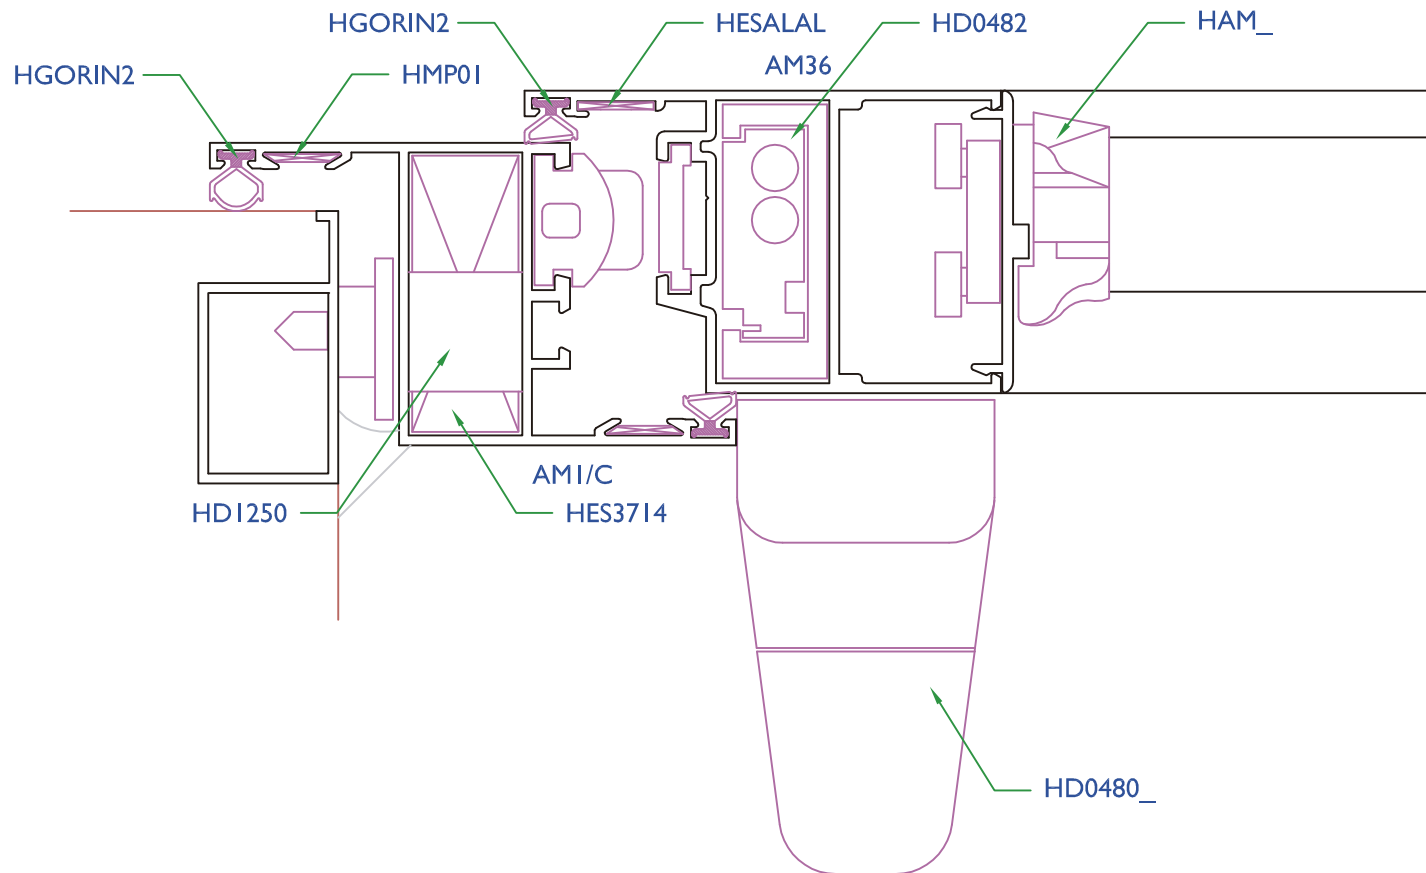 HGORIN2
HESALAL
HD0482
HAM_
AM36
HGORIN2
HMP01
AM1/C
HD1250
HES3714
HD0480_